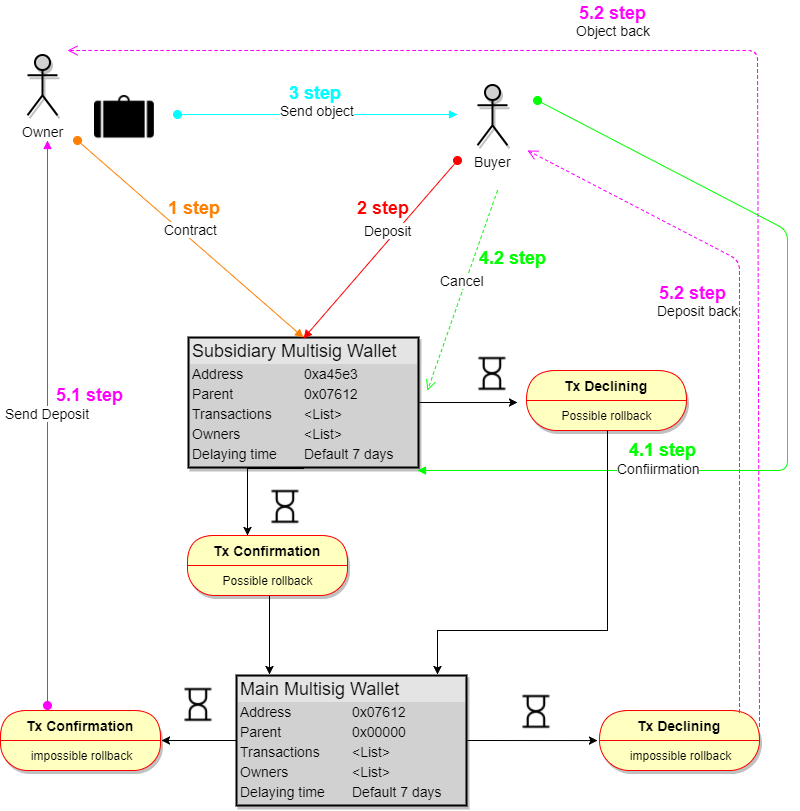 5.2 step
Object back
3 step
Send object
Owner
Buyer
1 step
Contract
2 step
Deposit
4.2 step
Cancel
5.2 step
Deposit back
Subsidiary Multisig Wallet
Address 0xa45e3
Parent 0x07612
Transactions <List>
Owners <List>
Delaying time Default 7 days
Tx Declining
Possible rollback
5.1 step
Send Deposit
4.1 step
Confiirmation
Tx Confirmation
Possible rollback
Main Multisig Wallet
Address 0x07612
Parent 0x00000
Transactions <List>
Owners <List>
Delaying time Default 7 days
Tx Confirmation
impossible rollback
Tx Declining
impossible rollback